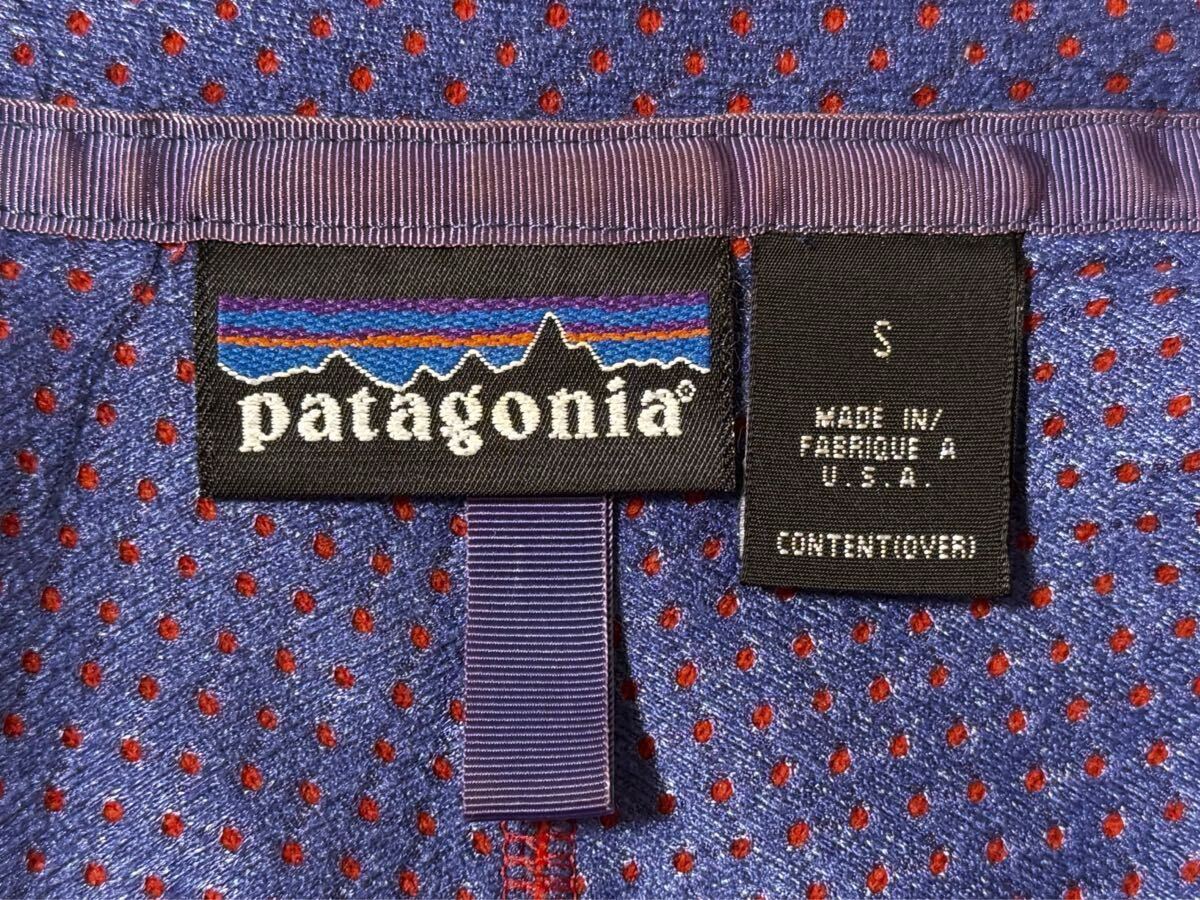 patagonia®
S
MADE IN/
FABRIQUE A
U.S.A.
CONTENT(OVER)